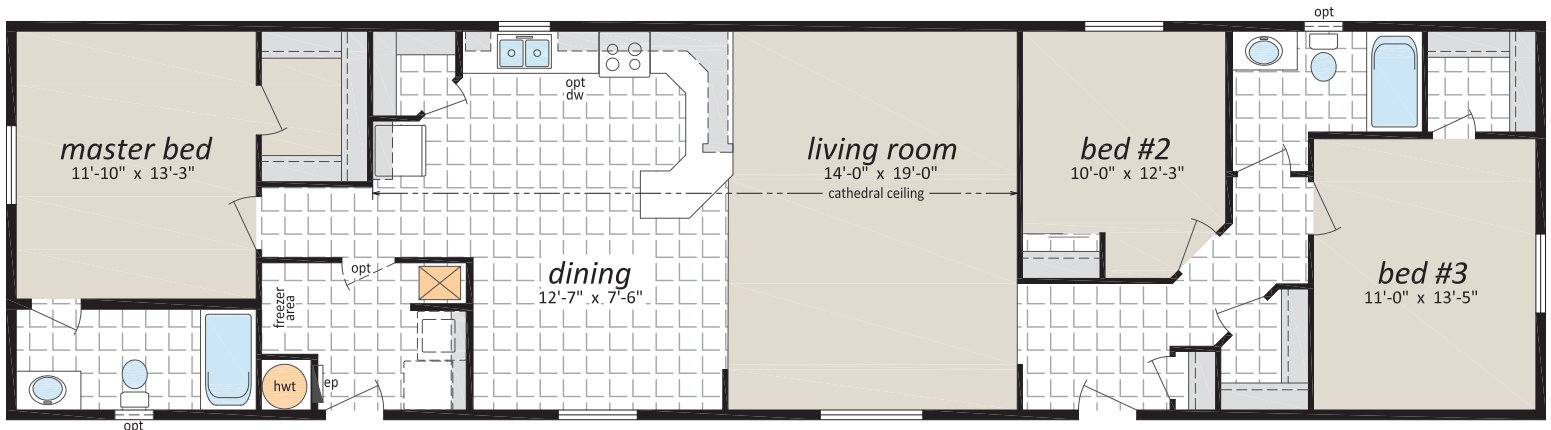 opt
opt
dw
master bed
11'-10" x 13'-3"
living room
14'-0" x 19'-0"
cathedral ceiling
bed #2
10'-0" x 12'-3"
opt
freezer
area
dining
12'-7" x 7'-6"
bed #3
11'-0" x 13'-5"
hwt
ep
opt